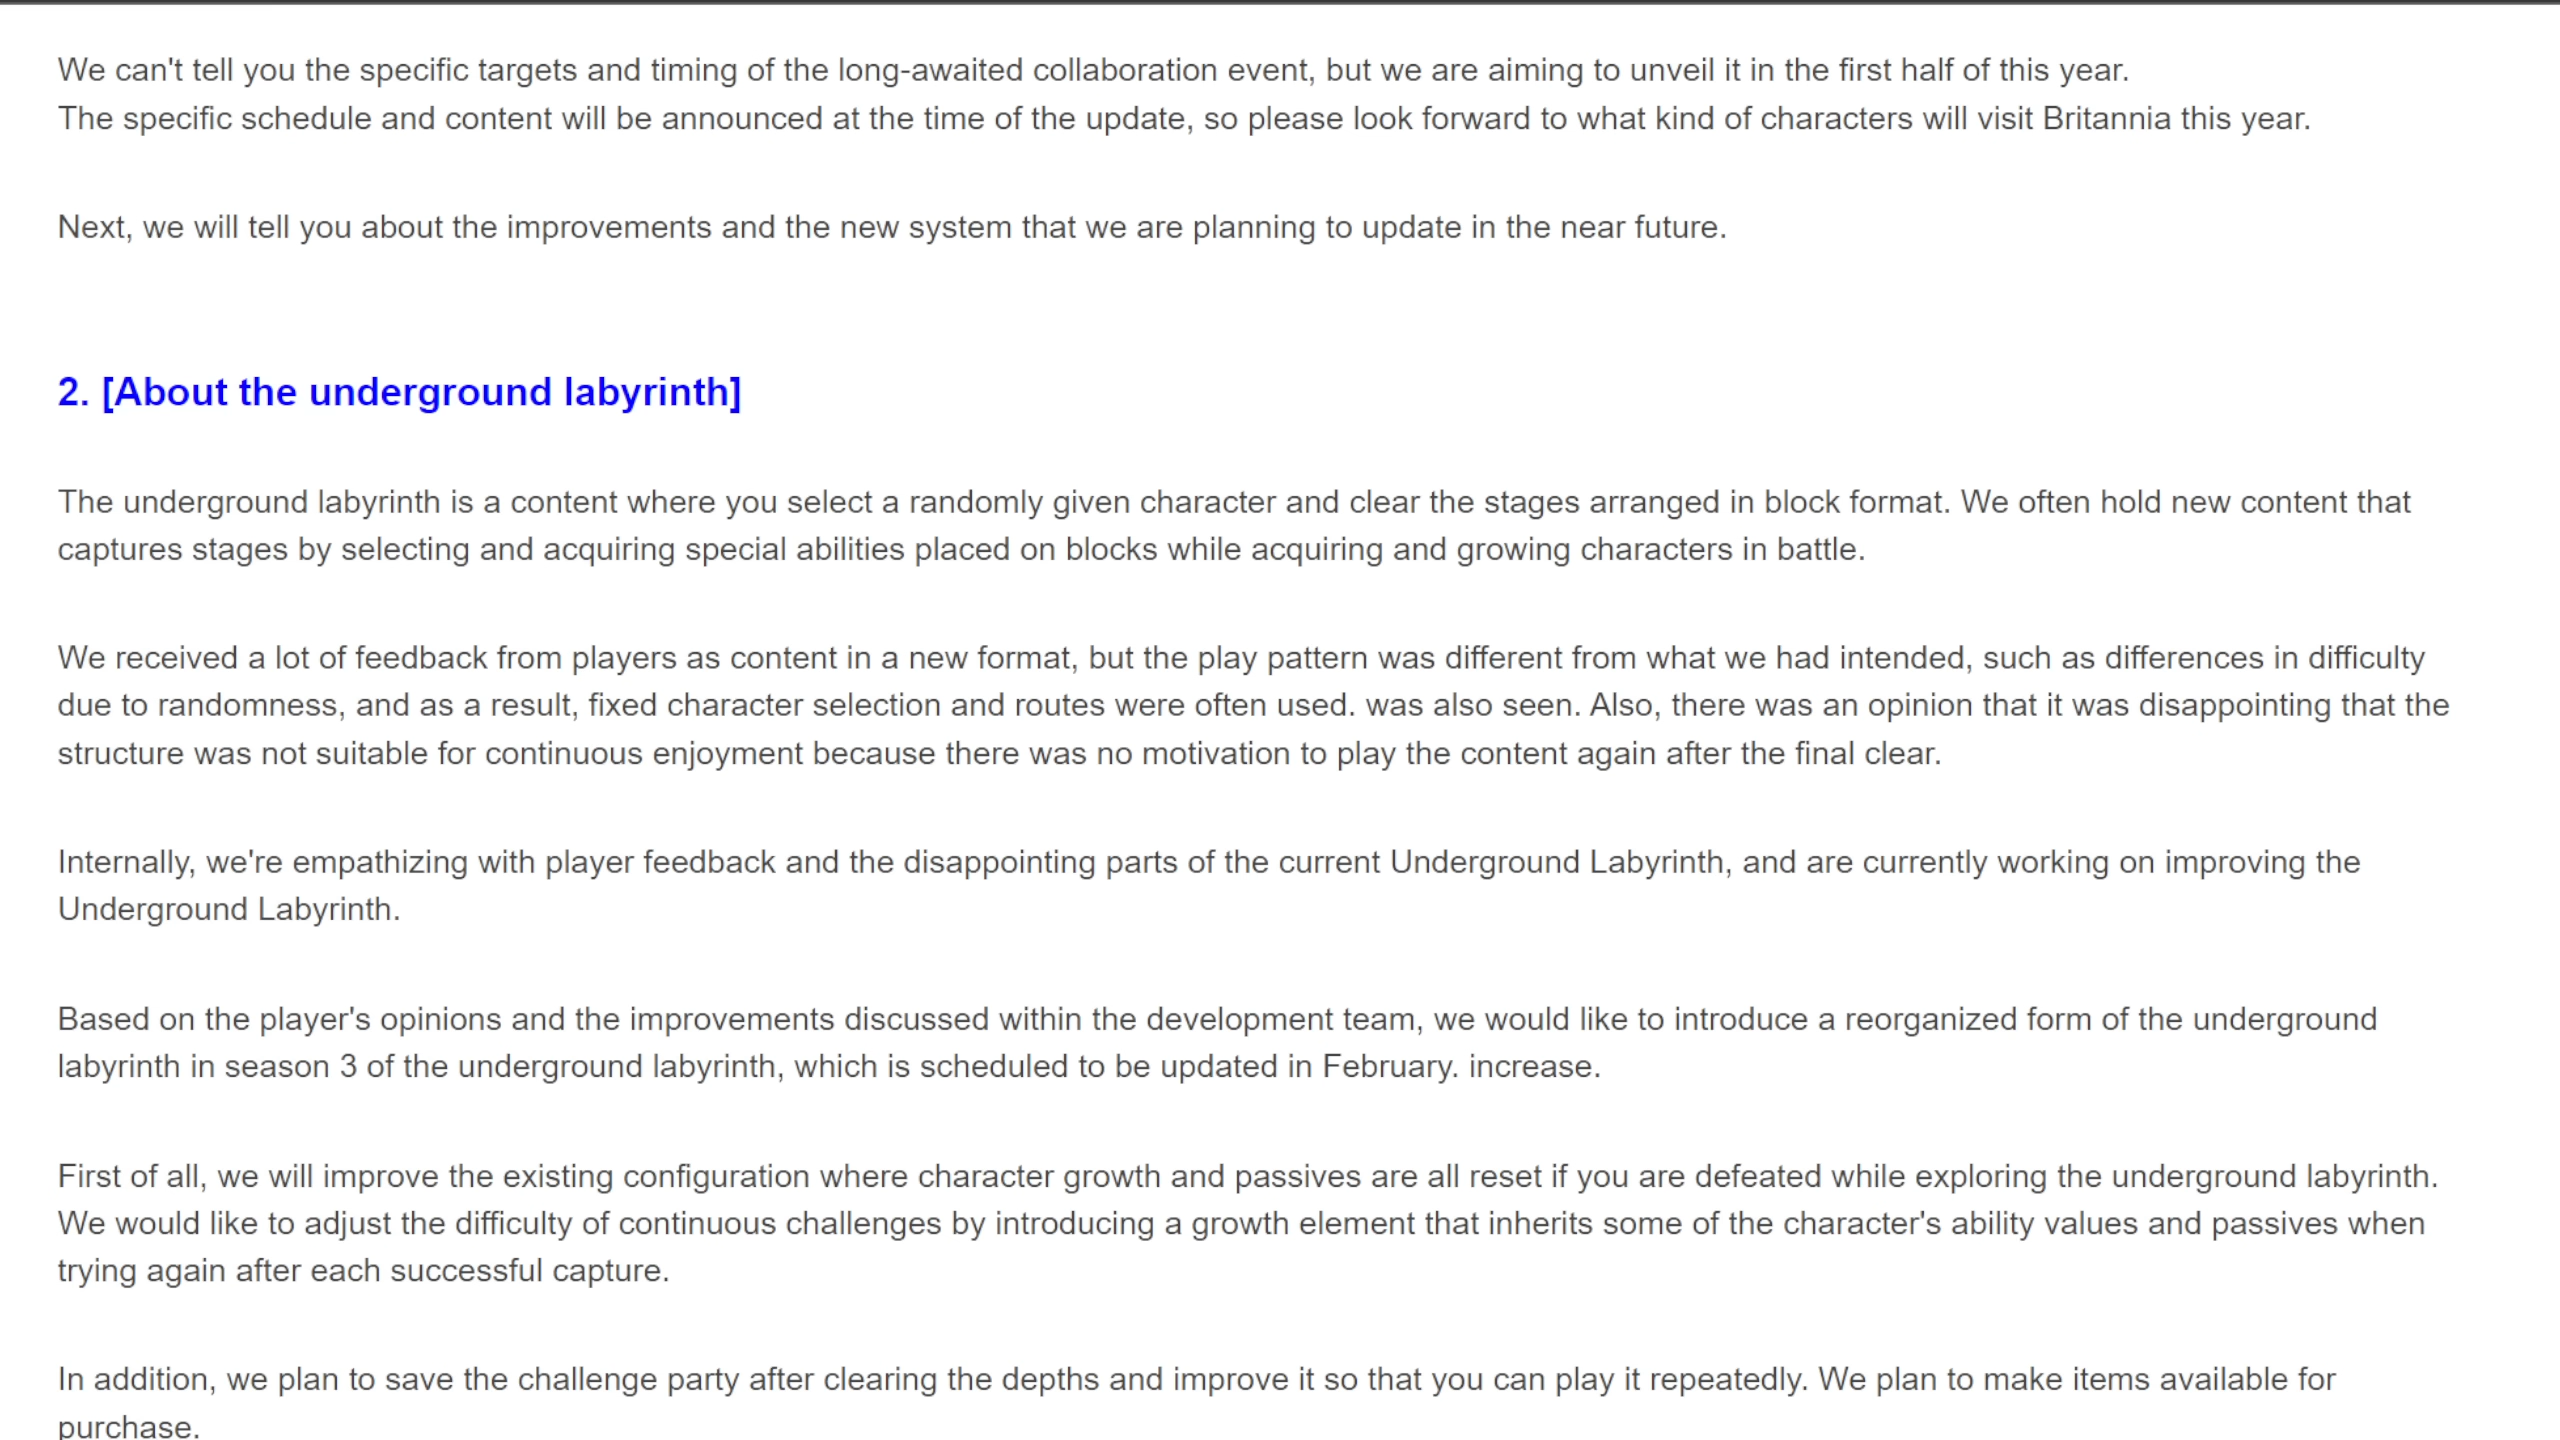 We can't tell you the specific targets and timing of the long-awaited collaboration event, but we are aiming to unveil it in the first half of this year.
The specific schedule and content will be announced at the time of the update, so please look forward to what kind of characters will visit Britannia this year.
Next, we will tell you about the improvements and the new system that we are planning to update in the near future.
2. [About the underground labyrinth]
The underground labyrinth is a content where you select a randomly given character and clear the stages arranged in block format. We often hold new content that
captures stages by selecting and acquiring special abilities placed on blocks while acquiring and growing characters in battle.
We received a lot of feedback from players as content in a new format, but the play pattern was different from what we had intended, such as differences in difficulty
due to randomness, and as a result, fixed character selection and routes were often used. was also seen. Also, there was an opinion that it was disappointing that the
structure was not suitable for continuous enjoyment because there was no motivation to play the content again after the final clear.
Internally, we're empathizing with player feedback and the disappointing parts of the current Underground Labyrinth, and are currently working on improving the
Underground Labyrinth.
Based on the player's opinions and the improvements discussed within the development team, we would like to introduce a reorganized form of the underground
labyrinth in season 3 of the underground labyrinth, which is scheduled to be updated in February. increase.
First of all, we will improve the existing configuration where character growth and passives are all reset if you are defeated while exploring the underground labyrinth.
We would like to adjust the difficulty of continuous challenges by introducing a growth element that inherits some of the character's ability values and passives when
trying again after each successful capture.
In addition, we plan to save the challenge party after clearing the depths and improve it so that you can play it repeatedly. We plan to make items available for
purchase.